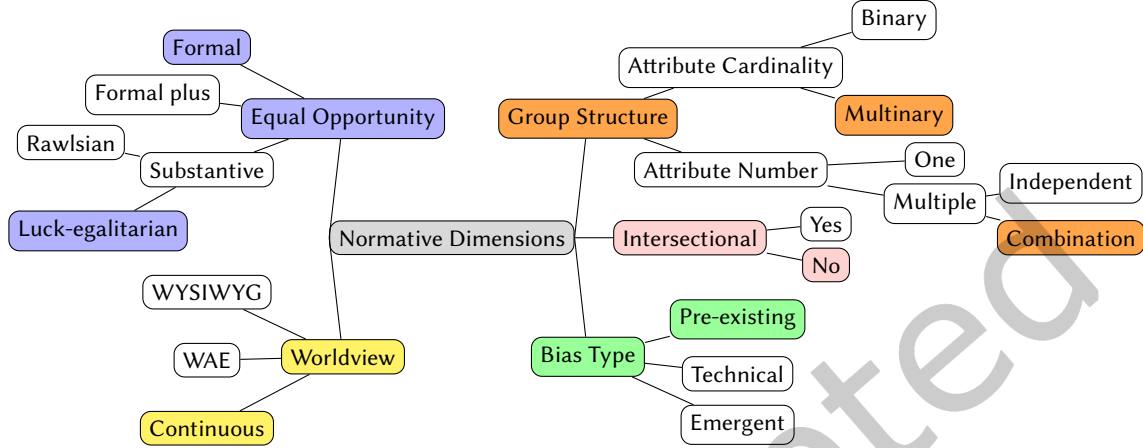 Formal
Formal plus
Equal Opportunity
Rawlsian
Substantive
Luck-egalitarian
Normative Dimensions
WYSIWYG
WAE
Worldview
Continuous
Binary
Attribute Cardinality
Group Structure
Multinary
Attribute Number
One
Multiple
Independent
Combination
Intersectional
Yes
No
Pre-existing
Bias Type
Technical
Emergent